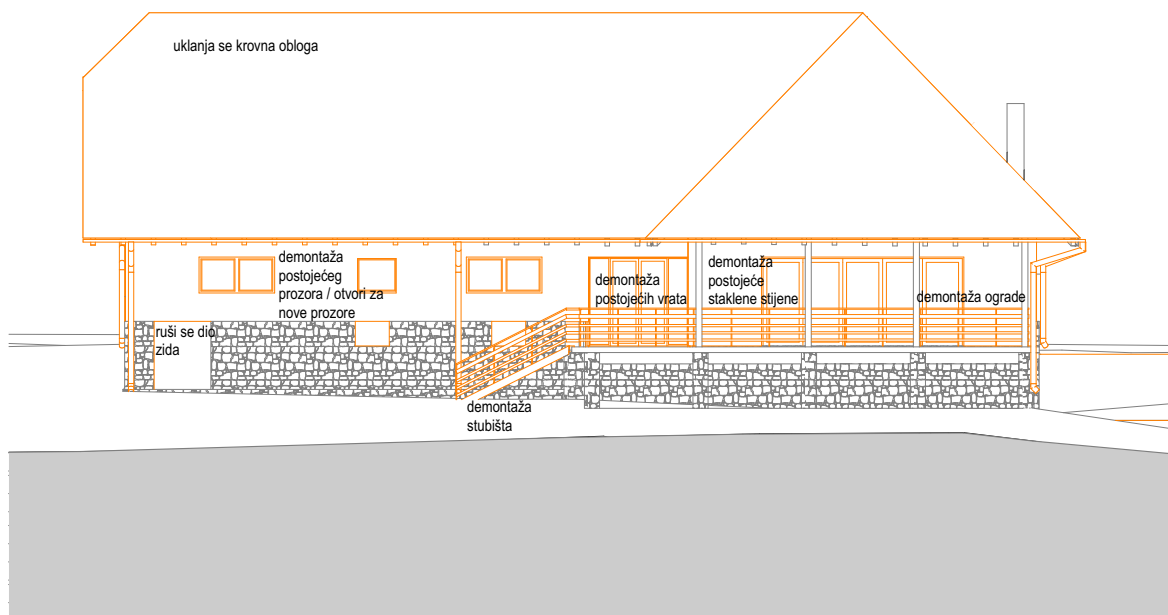 uklanja se krovna obloga
demontaža
postojećeg
prozora / otvori za
nove prozore
demontaža
postojećih vrata
demontaža
postojeće
staklene stijene
demontaža ograde
ruši se dio
zida
demontaža
stubišta